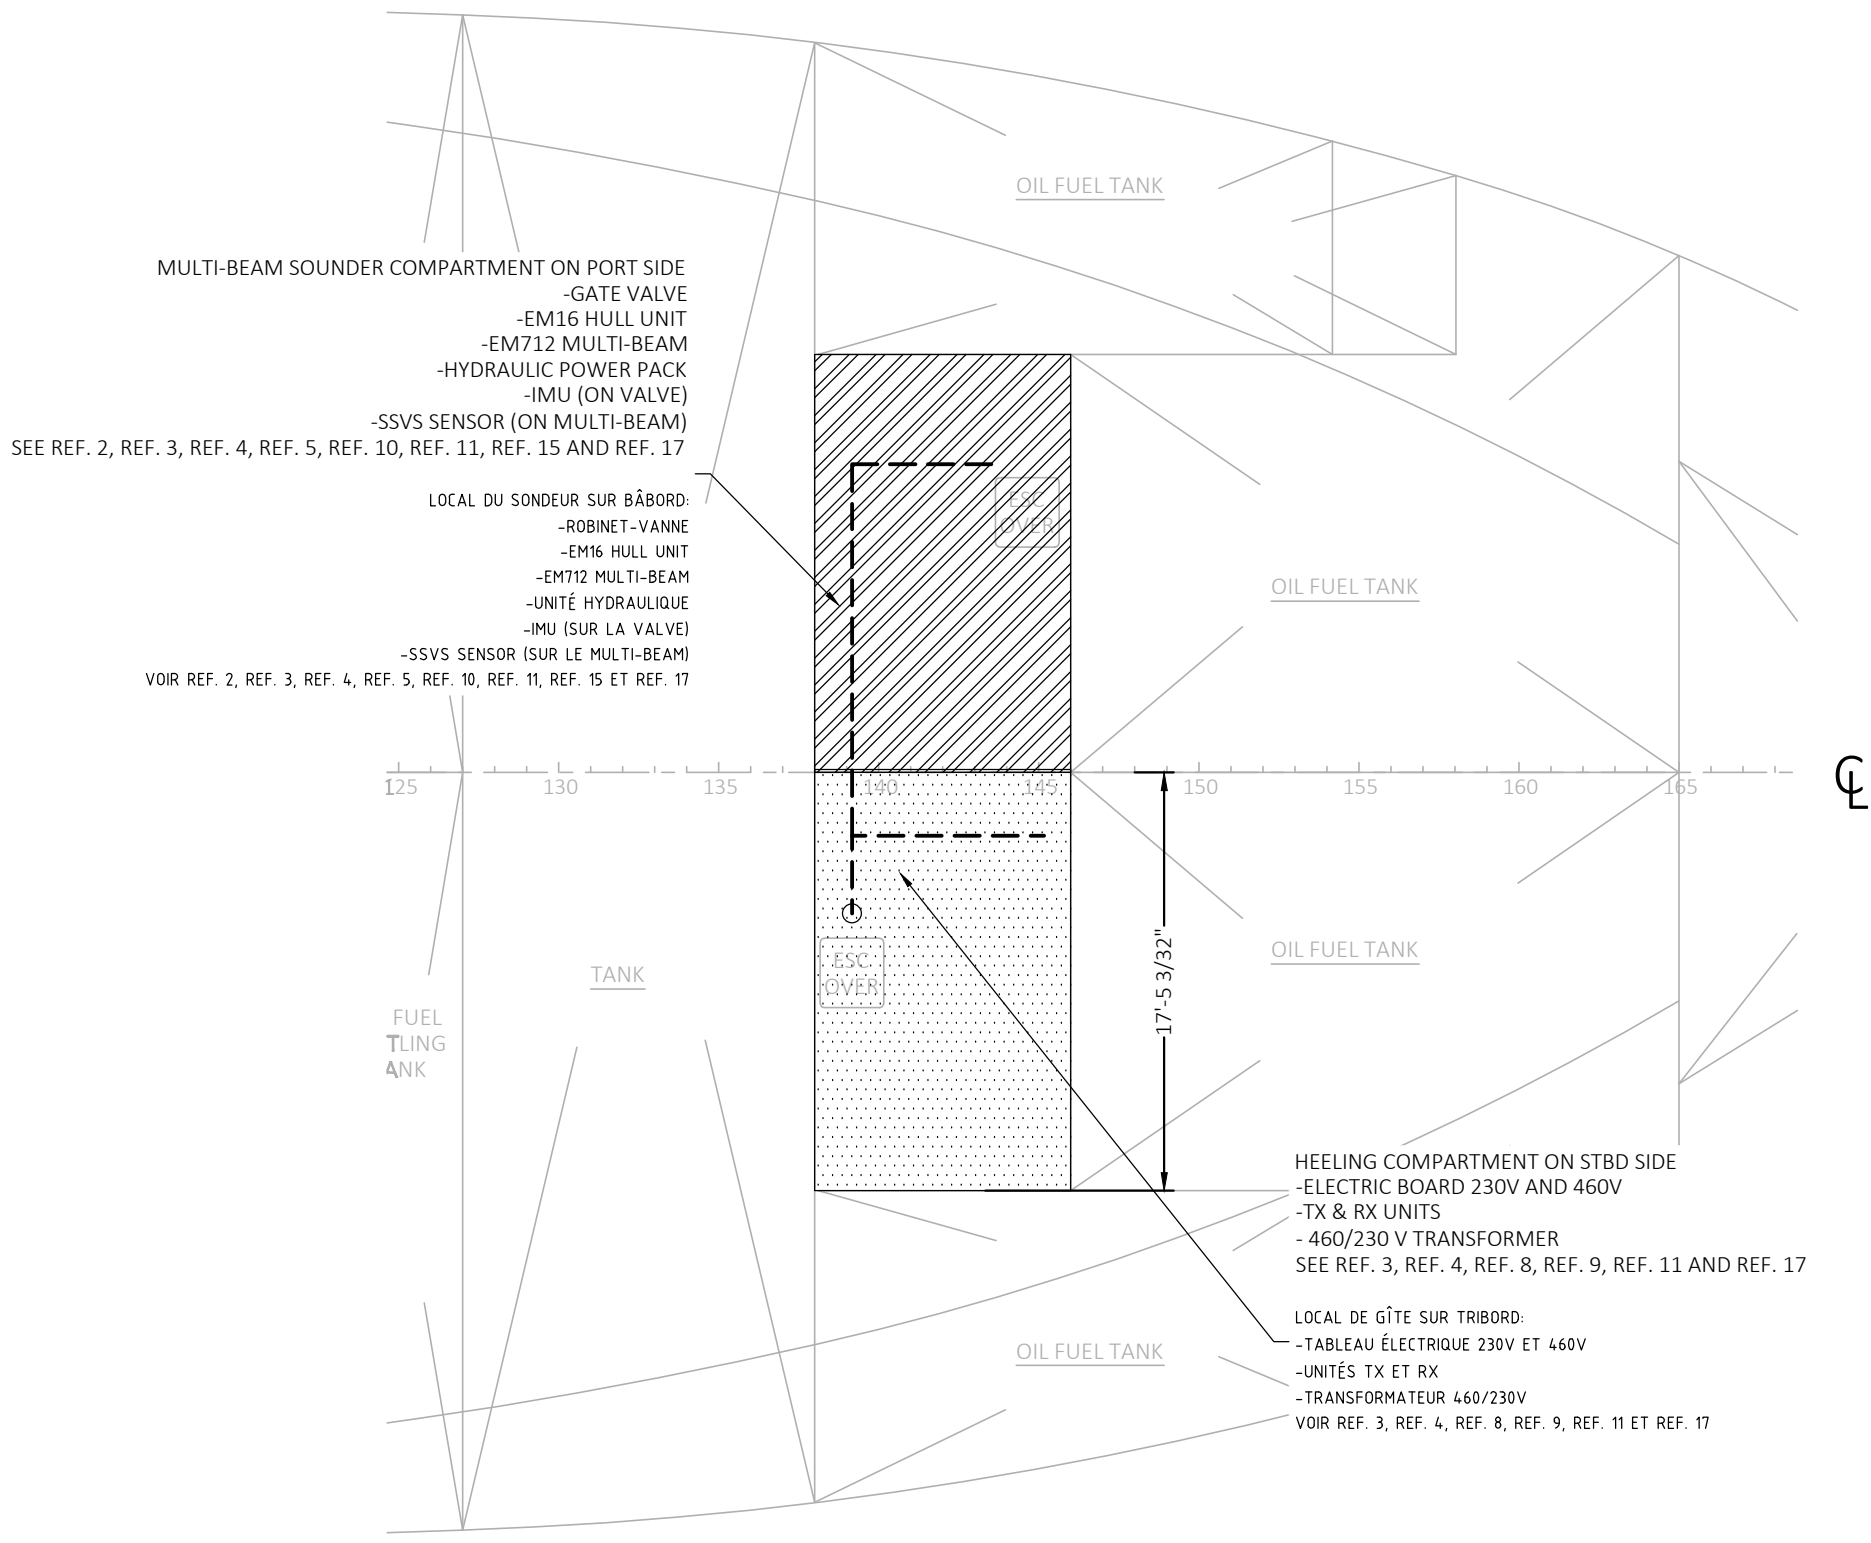 OIL FUEL TANK
MULTI-BEAM SOUNDER COMPARTMENT ON PORT SIDE
-GATE VALVE
-EM16 HULL UNIT
-EM712 MULTI-BEAM
-HYDRAULIC POWER PACK
-IMU (ON VALVE)
-SSVS SENSOR (ON MULTI-BEAM)
SEE REF. 2, REF. 3, REF. 4, REF. 5, REF. 10, REF. 11, REF. 15 AND REF. 17
LOCAL DU SONDEUR SUR BÂBORD:
-ROBINET-VANNE
-EM16 HULL UNIT
-EM712 MULTI-BEAM
-UNITÉ HYDRAULIQUE
-IMU (SUR LA VALVE)
-SSVS SENSOR (SUR LE MULTI-BEAM)
VOIR REF. 2, REF. 3, REF. 4, REF. 5, REF. 10, REF. 11, REF. 15 ET REF. 17
ESC
OVER
OIL FUEL TANK
125 130 135 140 145 150 155 160 165
CL
17'-5 3/32"
OIL FUEL TANK
ESC
OVER
TANK
FUEL
TLING
ANK
HEELING COMPARTMENT ON STBD SIDE
-ELECTRIC BOARD 230V AND 460V
-TX & RX UNITS
- 460/230 V TRANSFORMER
SEE REF. 3, REF. 4, REF. 8, REF. 9, REF. 11 AND REF. 17
LOCAL DE GÎTE SUR TRIBORD:
-TABLEAU ÉLECTRIQUE 230V ET 460V
-UNITÉS TX ET RX
-TRANSFORMATEUR 460/230V
VOIR REF. 3, REF. 4, REF. 8, REF. 9, REF. 11 ET REF. 17
OIL FUEL TANK